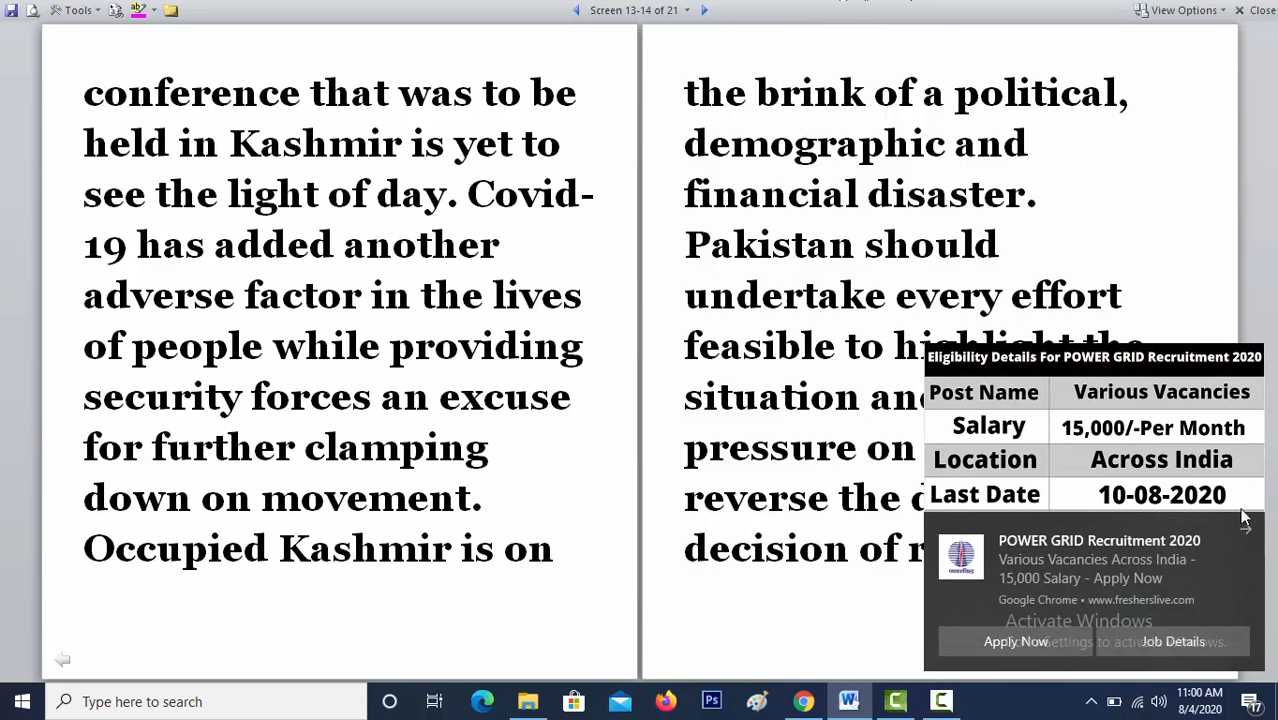 Tools
Screen 13-14 of 21
View Options
Close
conference that was to be
held in Kashmir is yet to
see the light of day. Covid-
19 has added another
adverse factor in the lives
of people while providing
security forces an excuse
for further clamping
down on movement.
Occupied Kashmir is on
the brink of a political,
demographic and
financial disaster.
Pakistan should
undertake every effort
feasible to highlight the
situation an
pressure on
reverse the d
decision of r
Eligibility Details For POWER GRID Recruitment 2020
Post Name Various Vacancies
Salary 15,000/-Per Month
Location Across India
Last Date 10-08-2020
POWER GRID Recruitment 2020
Various Vacancies Across India -
15,000 Salary - Apply Now
Google Chrome • www.fresherslive.com
Activate Windows
Settings to activate Windows.
Apply Now
Job Details
Type here to search
11:00 AM
8/4/2020
17